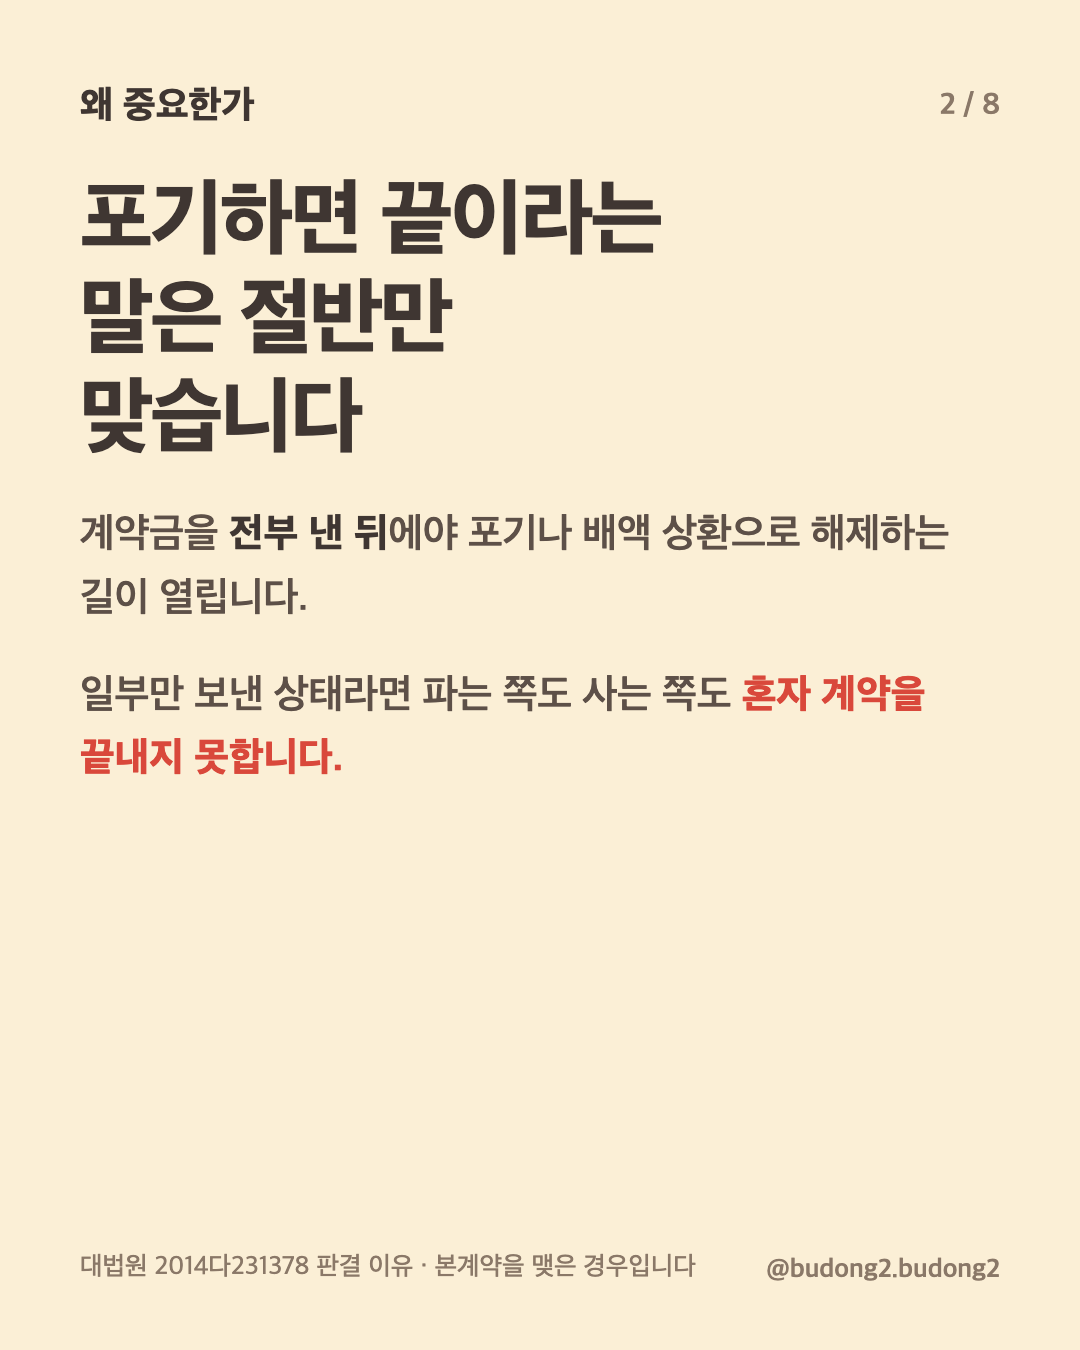 왜 중요한가
2 / 8
포기하면 끝이라는
말은 절반만
맞습니다
계약금을 전부 낸 뒤에야 포기나 배액 상환으로 해제하는
길이 열립니다.
일부만 보낸 상태라면 파는 쪽도 사는 쪽도 혼자 계약을
끝내지 못합니다.
대법원 2014다231378 판결 이유 · 본계약을 맺은 경우입니다
@budong2.budong2